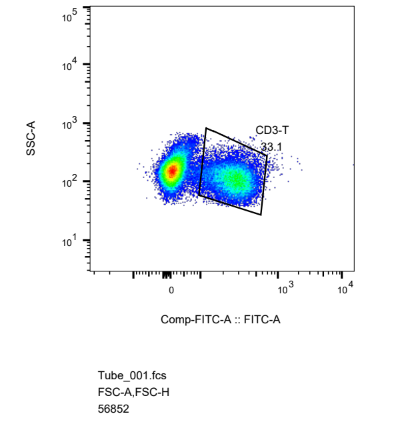 10^5
10^4
CD3-T
33.1
10^3
10^2
10^1
SSC-A
0
10^3
10^4
Comp-FITC-A :: FITC-A
Tube_001.fcs
FSC-A,FSC-H
56852